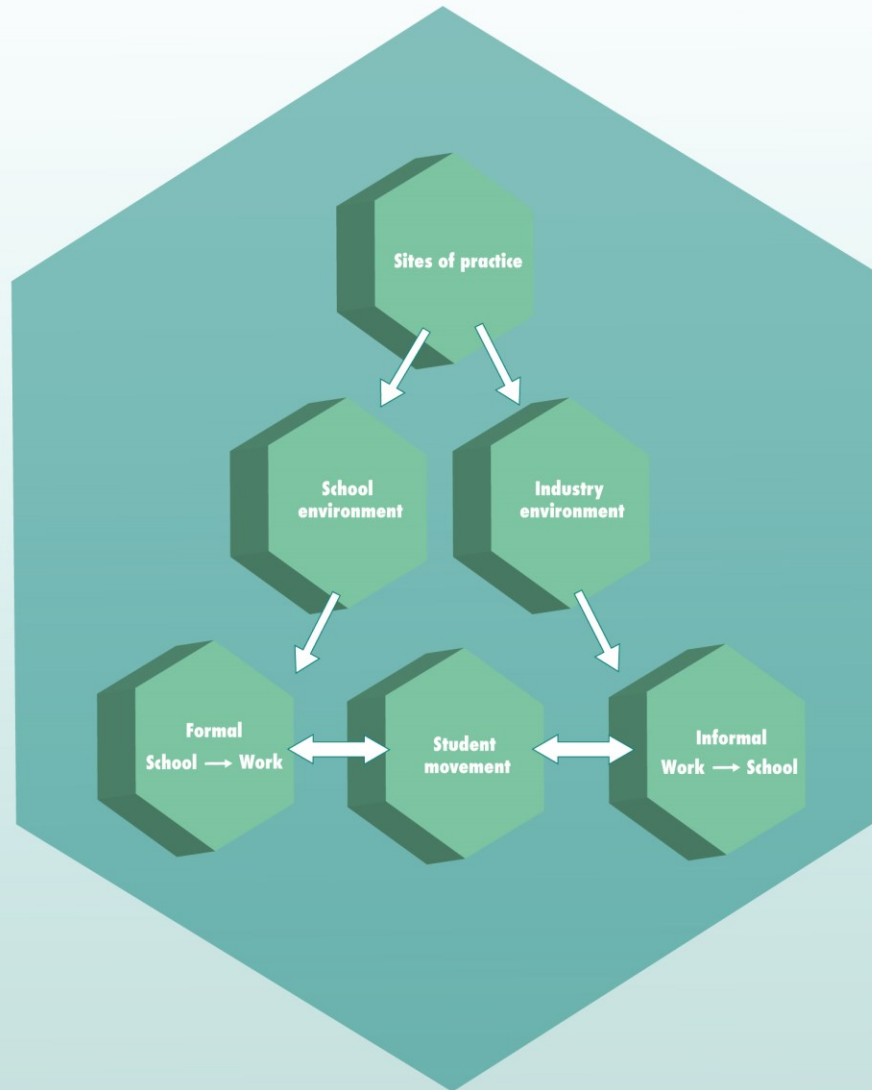 Sites of practice
School
environment
Industry
environment
Formal
School → Work
Student
movement
Informal
Work → School